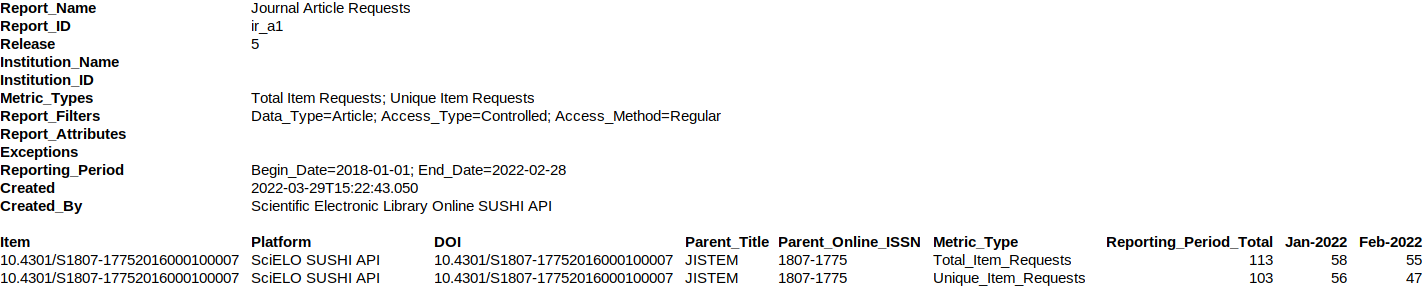 Report_Name Journal Article Requests
Report_ID ir_a1
Release 5
Institution_Name
Institution_ID
Metric_Types Total Item Requests; Unique Item Requests
Report_Filters Data_Type=Article; Access_Type=Controlled; Access_Method=Regular
Report_Attributes
Exceptions
Reporting_Period Begin_Date=2018-01-01; End_Date=2022-02-28
Created 2022-03-29T15:22:43.050
Created_By Scientific Electronic Library Online SUSHI API
Item Platform DOI Parent_Title Parent_Online_ISSN Metric_Type Reporting_Period_Total Jan-2022 Feb-2022
10.4301/S1807-17752016000100007 SciELO SUSHI API 10.4301/S1807-17752016000100007 JISTEM 1807-1775 Total_Item_Requests 113 58 55
10.4301/S1807-17752016000100007 SciELO SUSHI API 10.4301/S1807-17752016000100007 JISTEM 1807-1775 Unique_Item_Requests 103 56 47